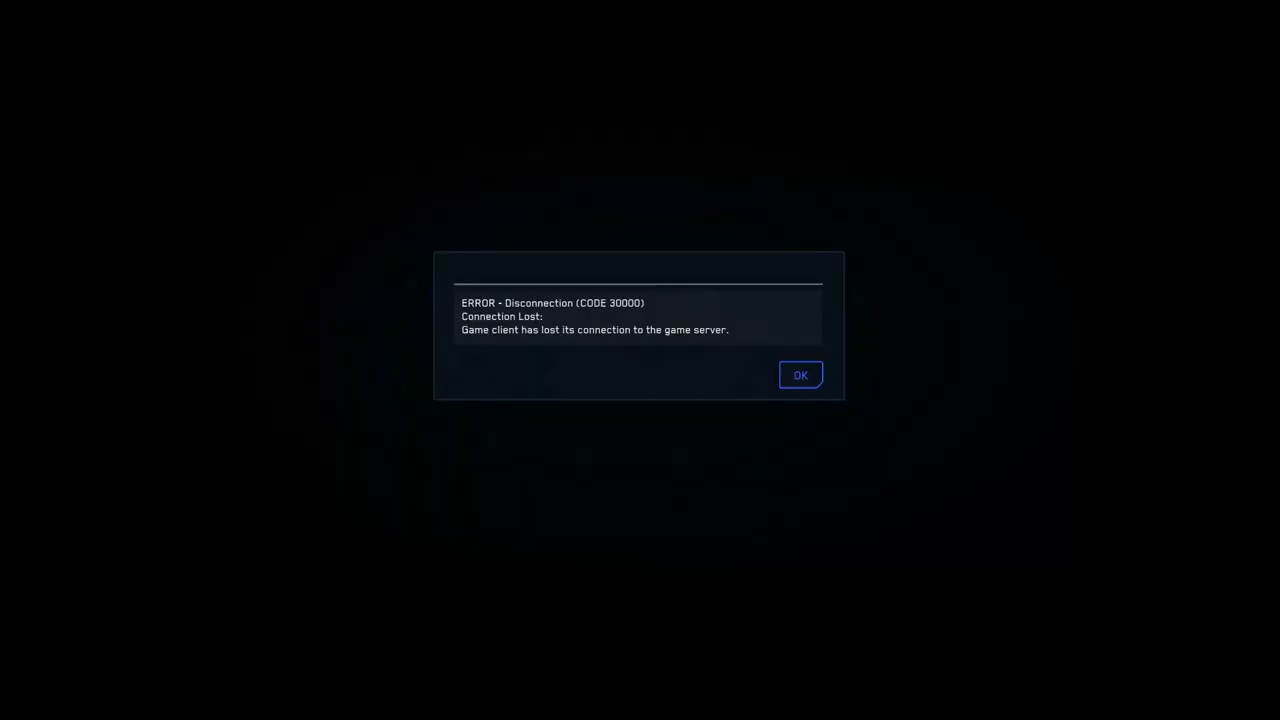 ERROR - Disconnection (CODE 30000)
Connection Lost:
Game client has lost its connection to the game server.
OK